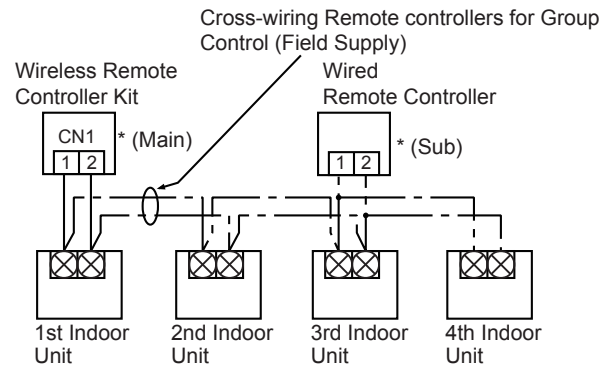 Cross-wiring Remote controllers for Group
Control (Field Supply)
Wireless Remote
Controller Kit
Wired
Remote Controller
CN1
* (Main)
1 2
* (Sub)
1 2
1st Indoor
Unit
2nd Indoor
Unit
3rd Indoor
Unit
4th Indoor
Unit